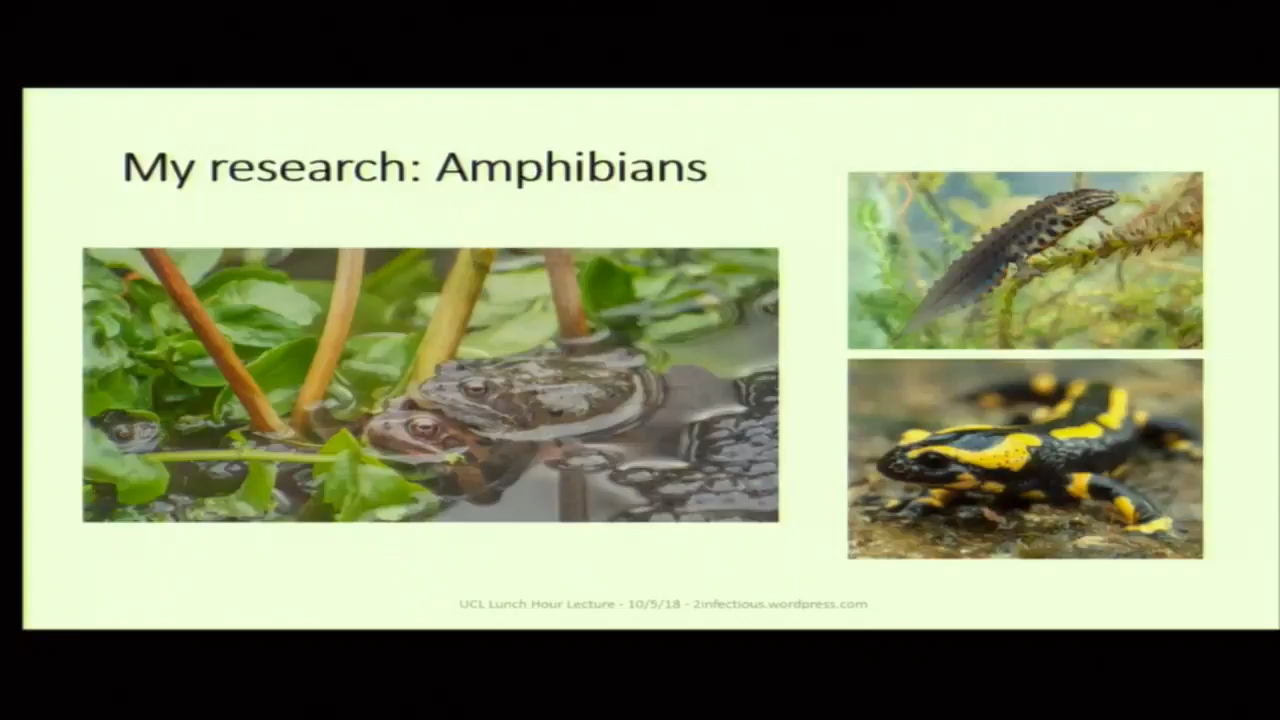 My research: Amphibians
UCL Lunch Hour Lecture - 10/5/18 - 2infectious.wordpress.com